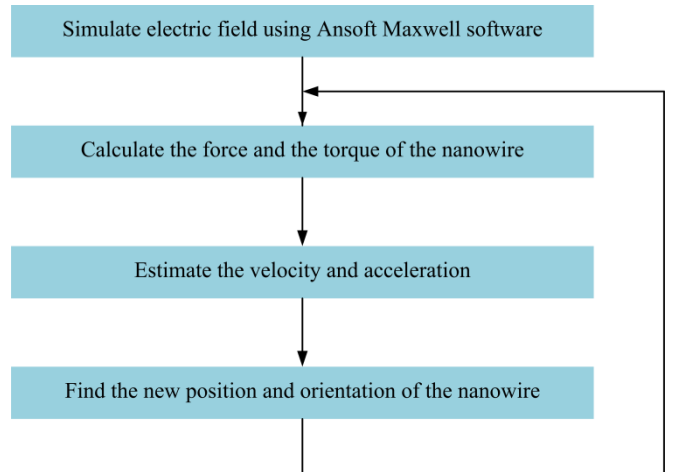 Simulate electric field using Ansoft Maxwell software
Calculate the force and the torque of the nanowire
Estimate the velocity and acceleration
Find the new position and orientation of the nanowire